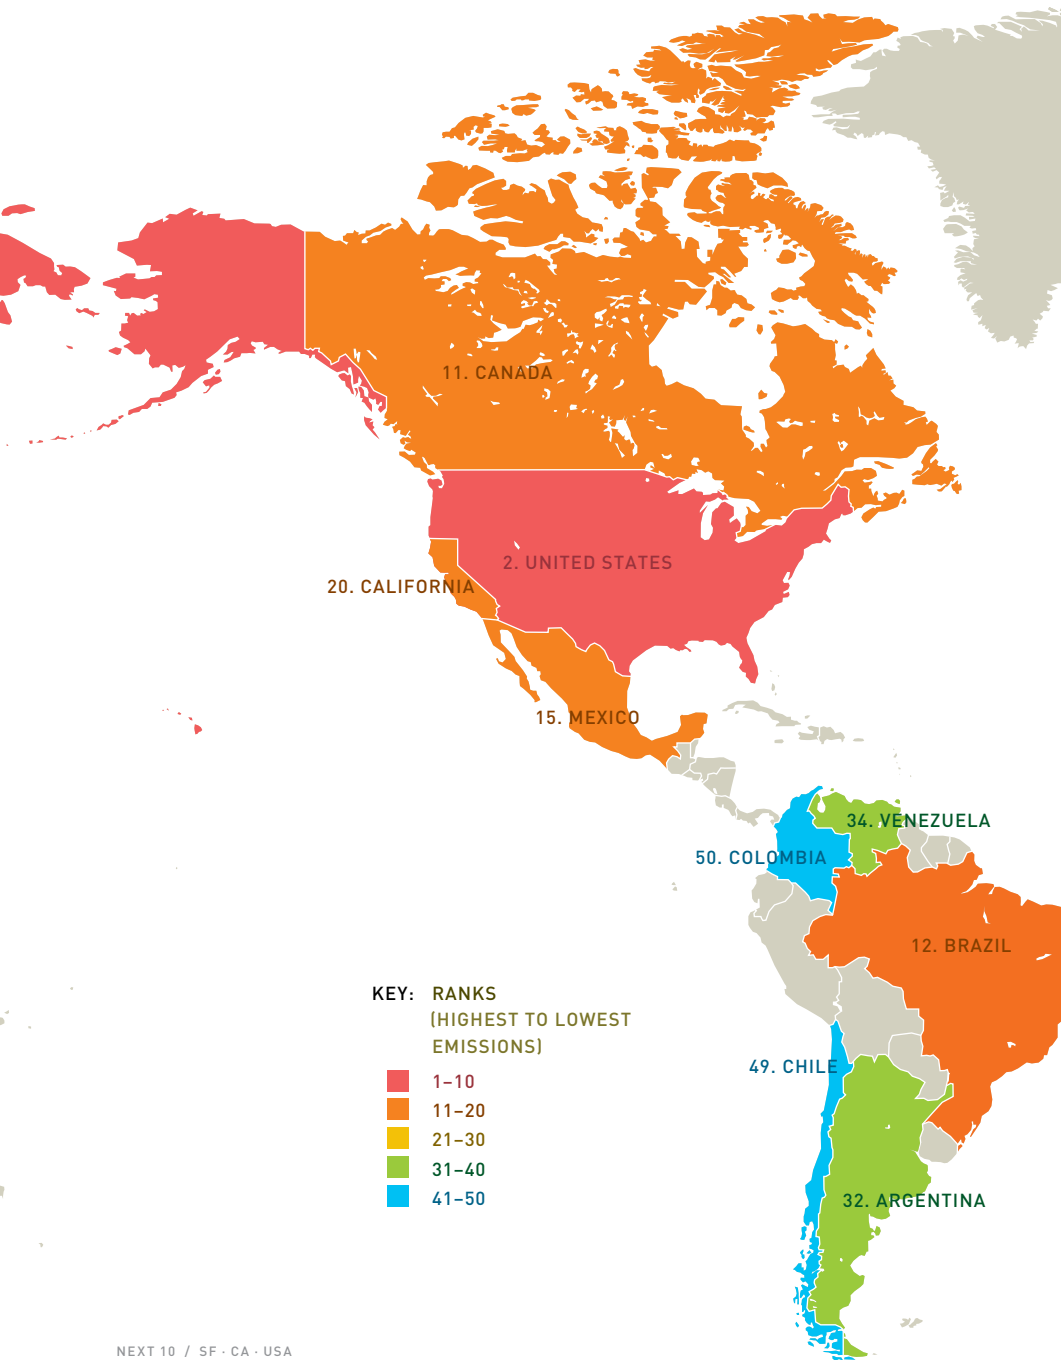 11. CANADA
2. UNITED STATES
20. CALIFORNIA
15. MEXICO
34. VENEZUELA
50. COLOMBIA
12. BRAZIL
KEY: RANKS
(HIGHEST TO LOWEST
EMISSIONS)
1–10
11–20
21–30
31–40
41–50
49. CHILE
32. ARGENTINA
NEXT 10 / SF · CA · USA